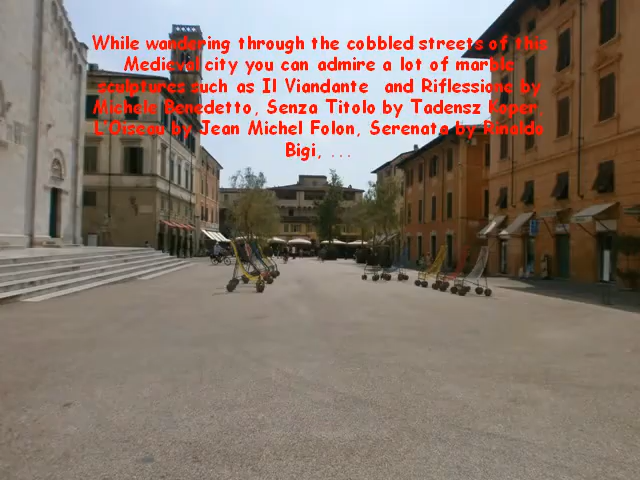 While wandering through the cobbled streets of this
Medieval city you can admire a lot of marble
sculptures such as Il Viandante  and Riflessione by
Michele Benedetto, Senza Titolo by Tadensz Koper,
L'Oiseau by Jean Michel Folon, Serenata by Rinaldo
Bigi, ...